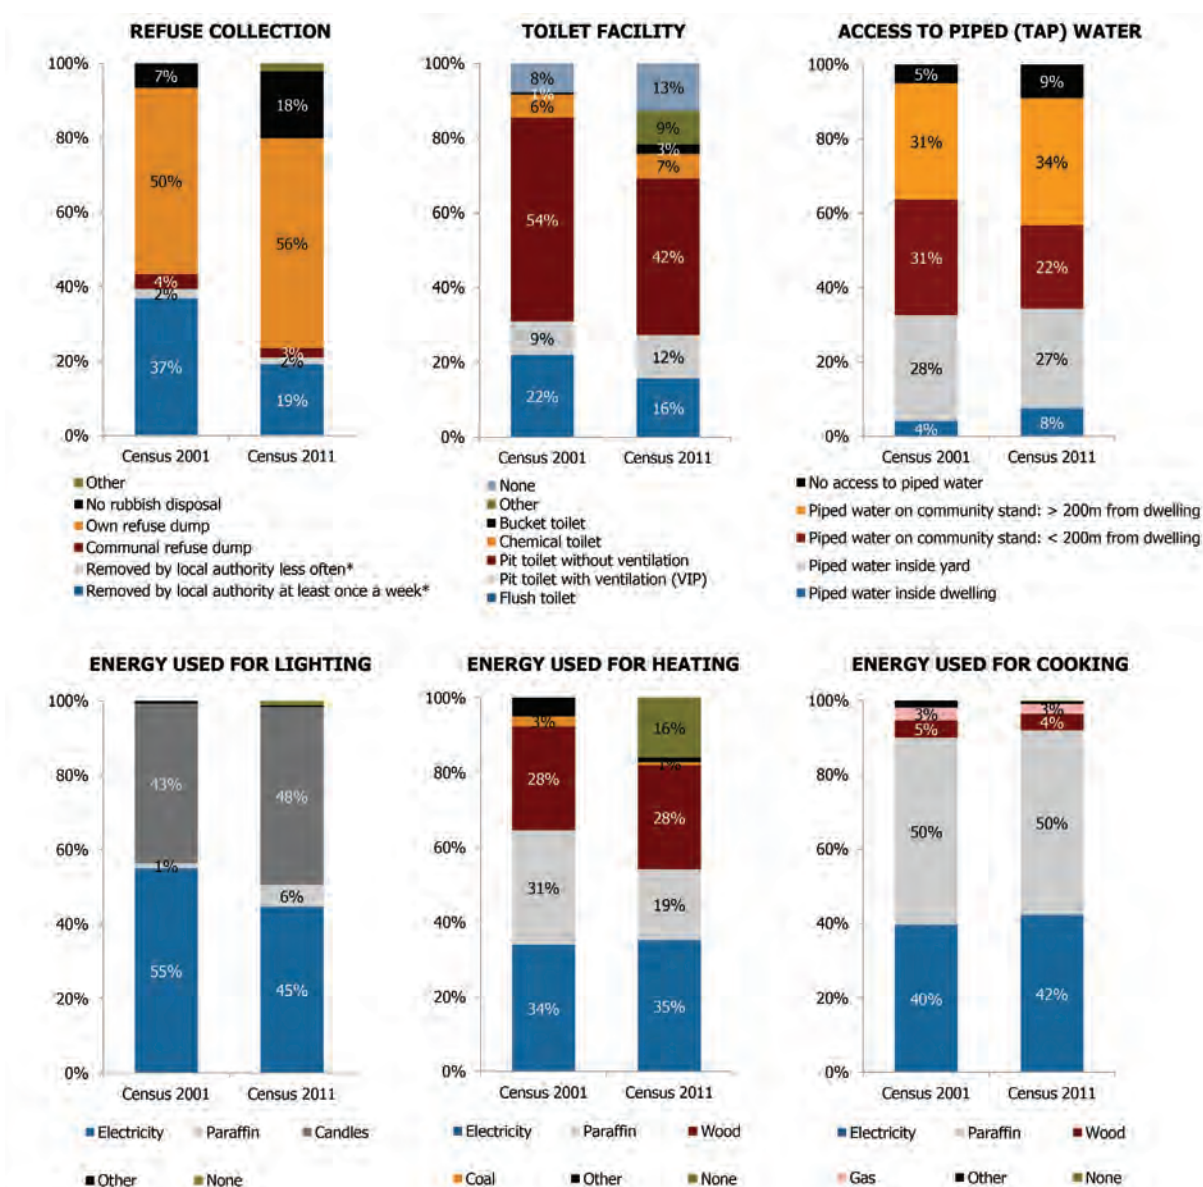 REFUSE COLLECTION
100%
80%
60%
40%
20%
0%
7%
50%
4%
2%
37%
18%
56%
3%
2%
19%
Census 2001 Census 2011
Other
No rubbish disposal
Own refuse dump
Communal refuse dump
Removed by local authority less often*
Removed by local authority at least once a week*
TOILET FACILITY
100%
80%
60%
40%
20%
0%
8%
1%
6%
54%
9%
22%
13%
9%
3%
7%
42%
12%
16%
Census 2001 Census 2011
None
Other
Bucket toilet
Chemical toilet
Pit toilet without ventilation
Pit toilet with ventilation (VIP)
Flush toilet
ACCESS TO PIPED (TAP) WATER
100%
80%
60%
40%
20%
0%
5%
31%
31%
28%
4%
9%
34%
22%
27%
8%
Census 2001 Census 2011
No access to piped water
Piped water on community stand: > 200m from dwelling
Piped water on community stand: < 200m from dwelling
Piped water inside yard
Piped water inside dwelling
ENERGY USED FOR LIGHTING
100%
80%
60%
40%
20%
0%
43%
1%
55%
48%
6%
45%
Census 2001 Census 2011
Electricity Paraffin Candles
Other None
ENERGY USED FOR HEATING
100%
80%
60%
40%
20%
0%
3%
28%
31%
34%
16%
1%
28%
19%
35%
Census 2001 Census 2011
Electricity Paraffin Wood
Coal Other None
ENERGY USED FOR COOKING
100%
80%
60%
40%
20%
0%
3%
5%
50%
40%
3%
4%
50%
42%
Census 2001 Census 2011
Electricity Paraffin Wood
Gas Other None